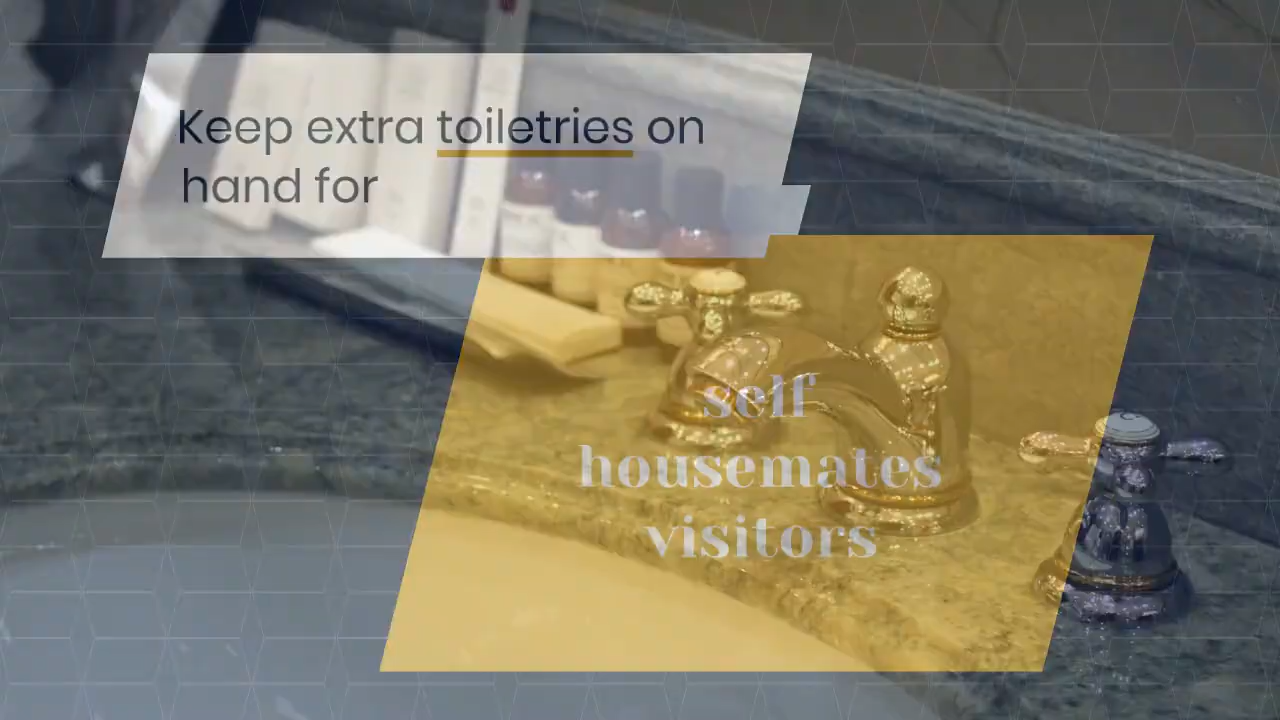 Keep extra toiletries on
hand for
self
housemates
visitors